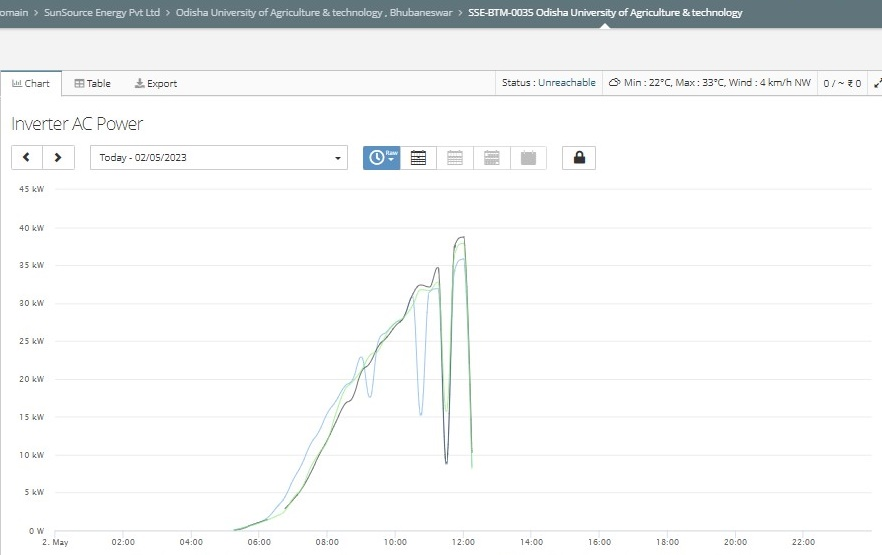 omain > SunSource Energy Pvt Ltd > Odisha University of Agriculture & technology , Bhubaneswar > SSE-BTM-0035 Odisha University of Agriculture & technology
Chart Table Export Status : Unreachable Min : 22°C, Max : 33°C, Wind : 4 km/h NW 0 / ~ ₹ 0
Inverter AC Power
Today - 02/05/2023 Raw
45 kW
40 kW
35 kW
30 kW
25 kW
20 kW
15 kW
10 kW
5 kW
0 W
2. May 02:00 04:00 06:00 08:00 10:00 12:00 14:00 16:00 18:00 20:00 22:00